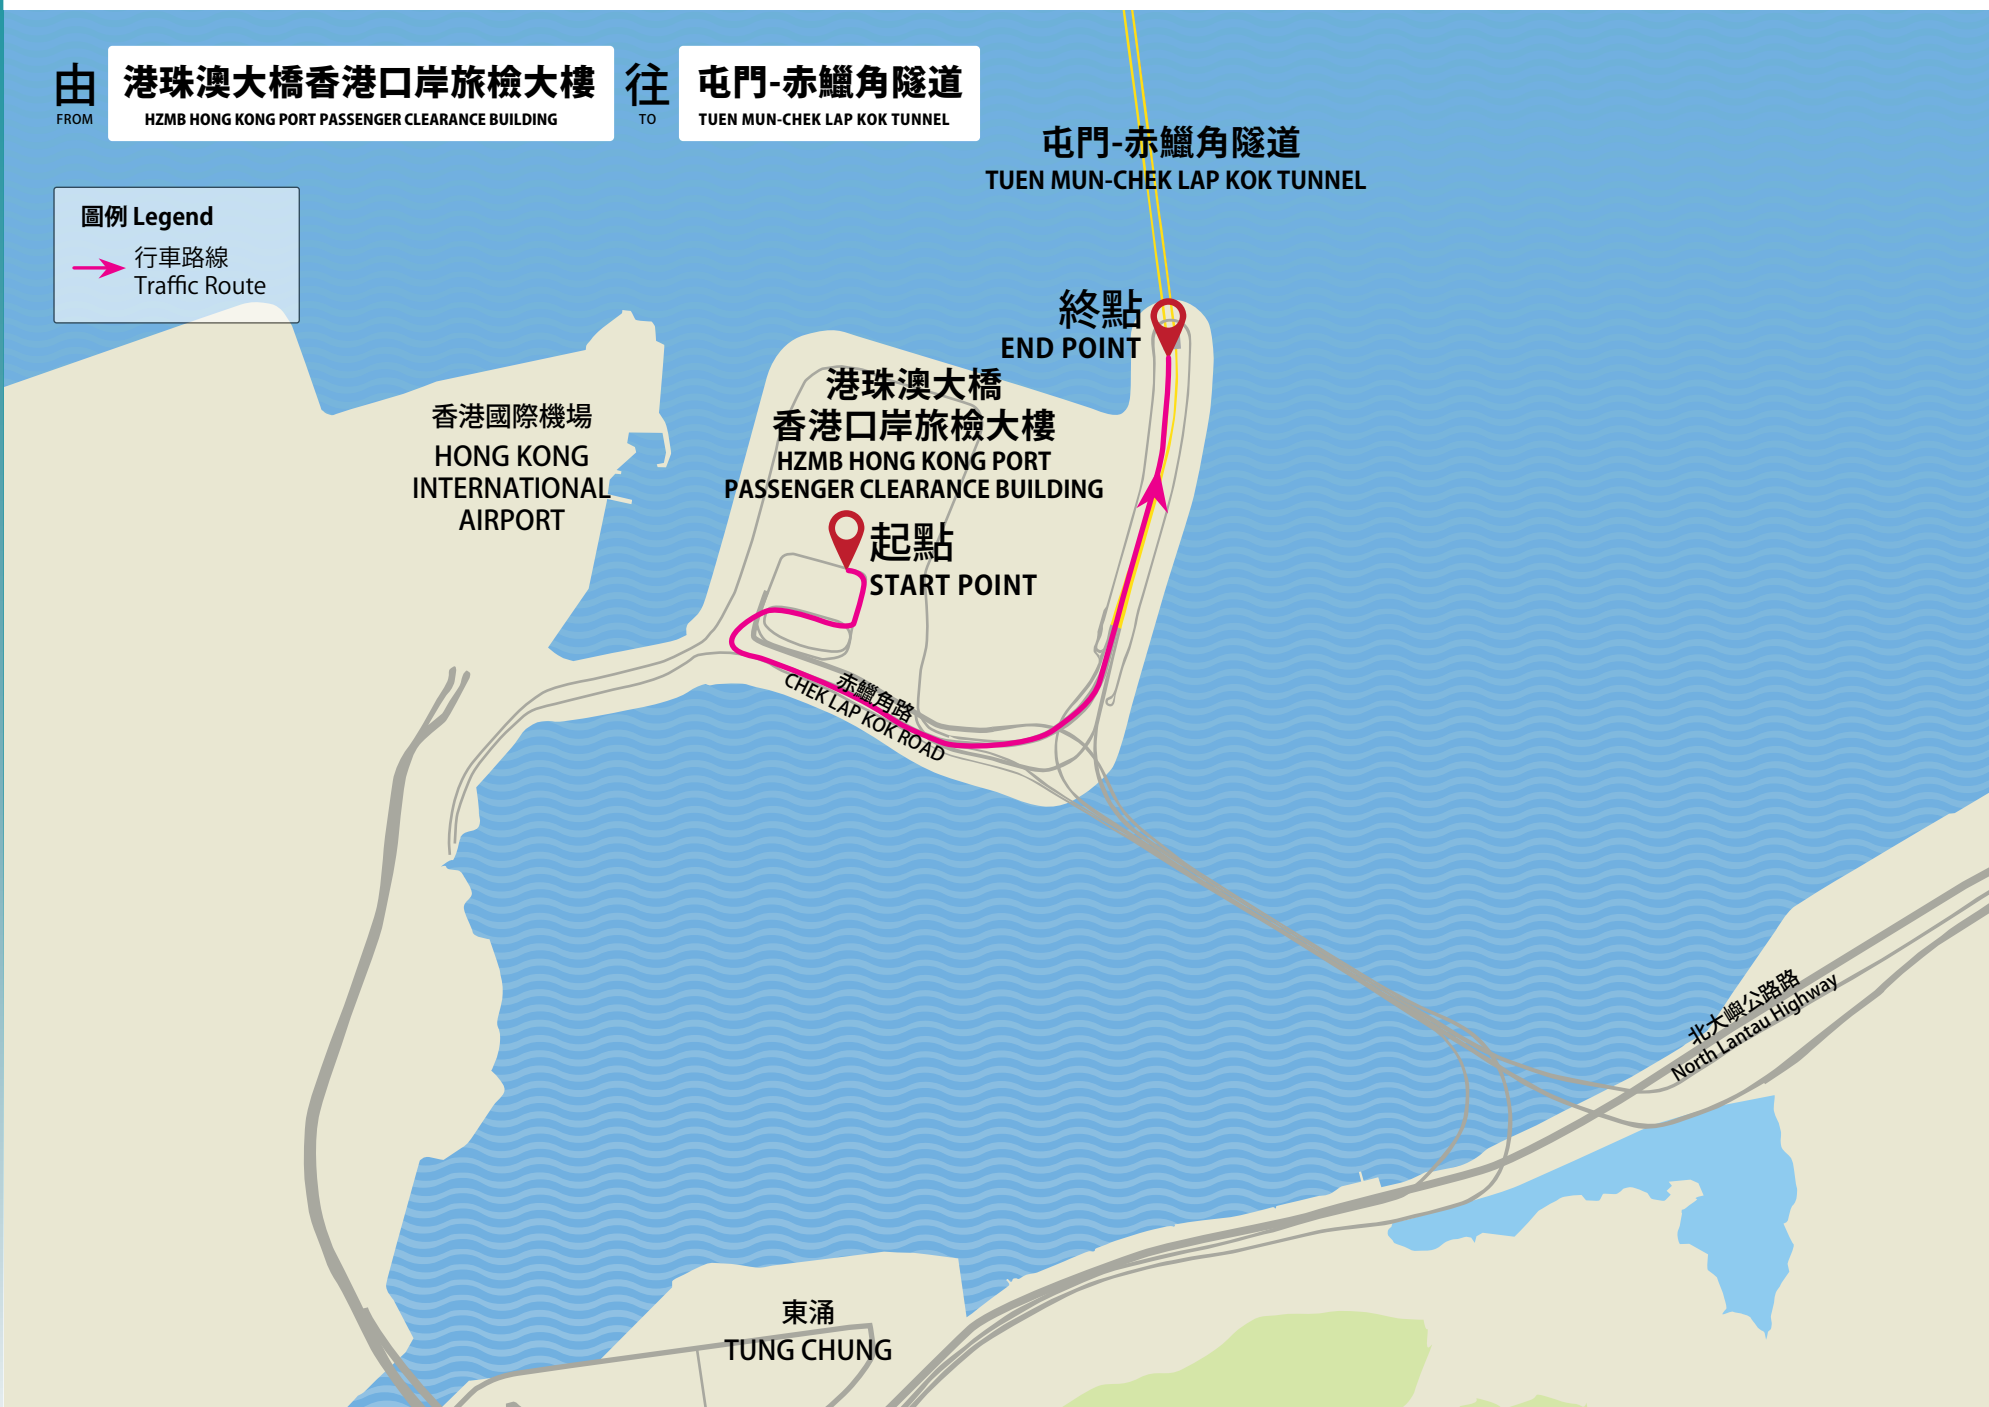 由
FROM
港珠澳大橋香港口岸旅檢大樓
HZMB HONG KONG PORT PASSENGER CLEARANCE BUILDING
往
TO
屯門-赤鱲角隧道
TUEN MUN-CHEK LAP KOK TUNNEL
屯門-赤鱲角隧道
TUEN MUN-CHEK LAP KOK TUNNEL
圖例 Legend
行車路線
Traffic Route
終點
END POINT
港珠澳大橋
香港口岸旅檢大樓
HZMB HONG KONG PORT
PASSENGER CLEARANCE BUILDING
香港國際機場
HONG KONG
INTERNATIONAL
AIRPORT
起點
START POINT
赤鱲角路
CHEK LAP KOK ROAD
北大嶼公路路
North Lantau Highway
東涌
TUNG CHUNG